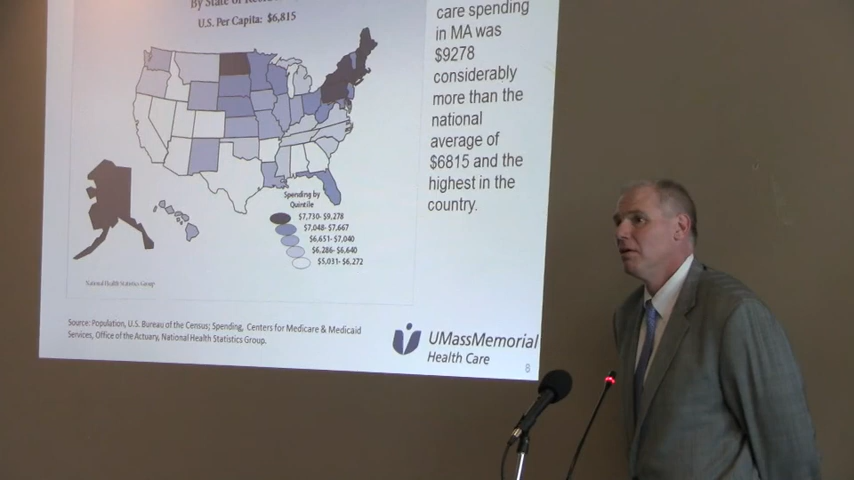 By State of
U.S. Per Capita: $6,815
care spending
in MA was
$9278
considerably
more than the
national
average of
$6815 and the
highest in the
country.
Spending by
Quintile
$7,730- $9,278
$7,048- $7,667
$6,651- $7,040
$6,286- $6,640
$5,031- $6,272
National Health Statistics Group
Source: Population, U.S. Bureau of the Census; Spending, Centers for Medicare & Medicaid
Services, Office of the Actuary, National Health Statistics Group.
UMassMemorial
Health Care
8